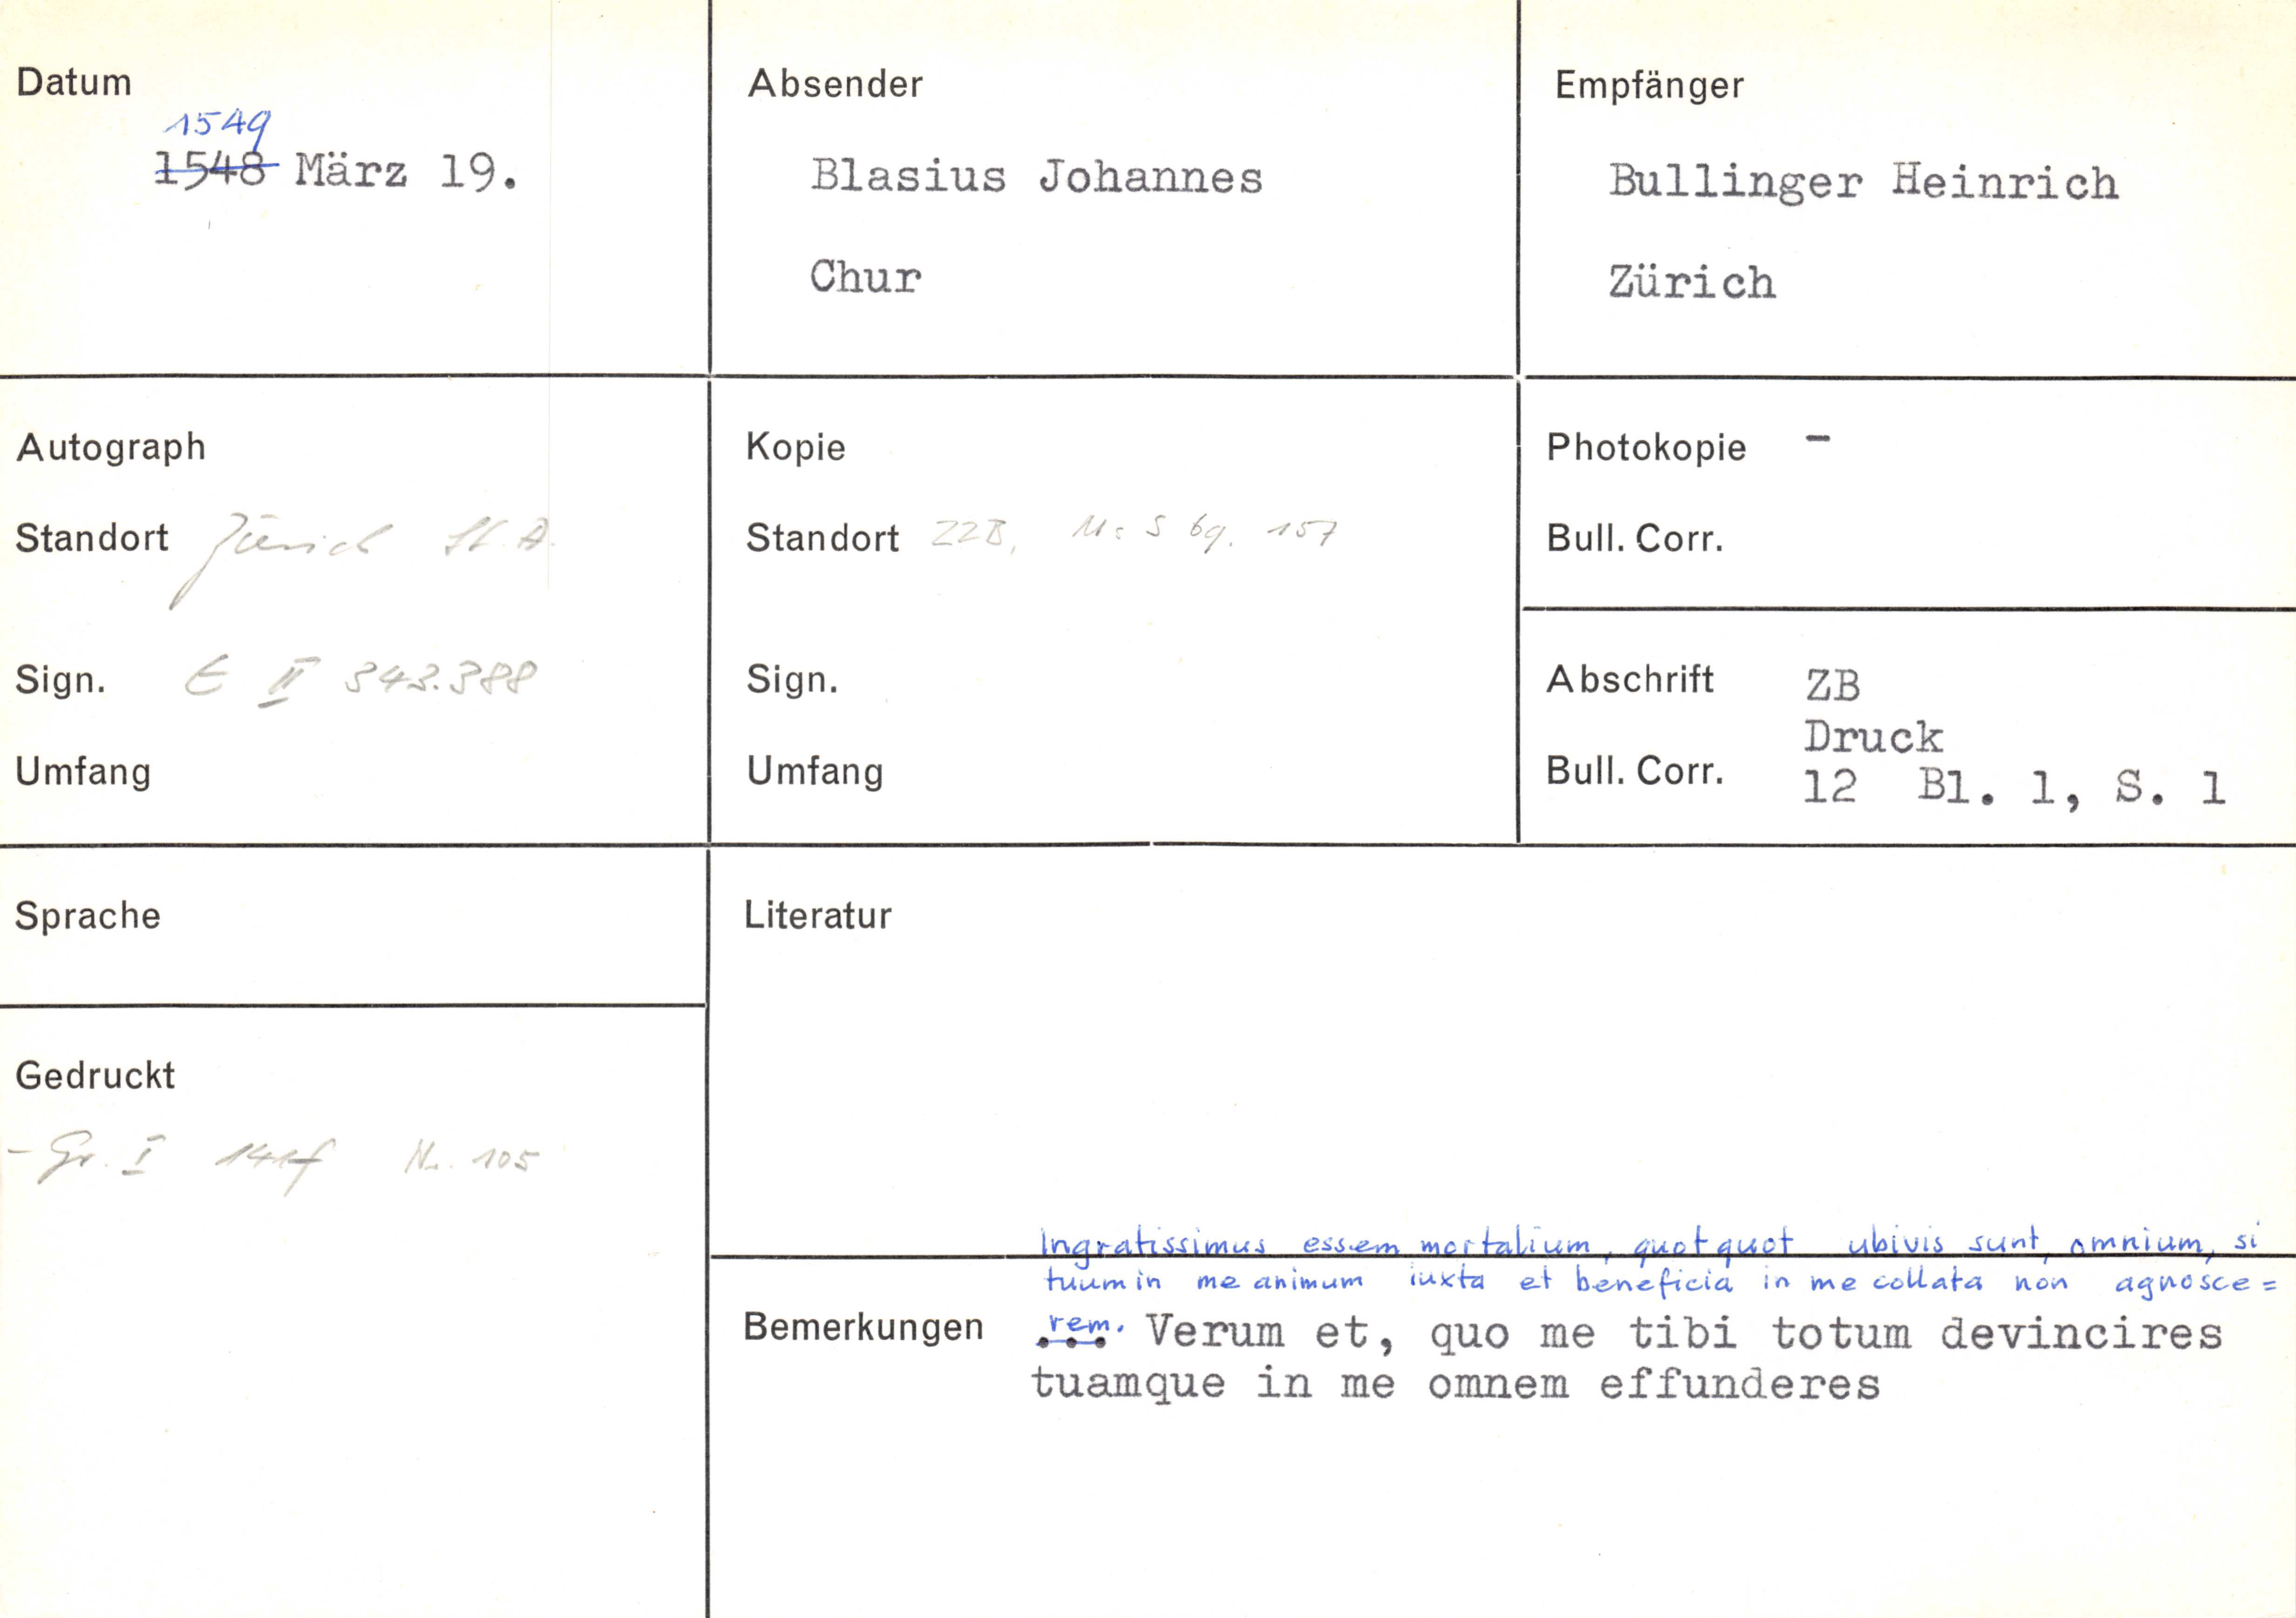 Datum
1549
1548 März 19.
Absender
Blasius Johannes
Chur
Empfänger
Bullinger Heinrich
Zürich
Autograph
Standort Zürich St.A.
Sign. E II 343.388
Umfang
Kopie
Standort ZZB, Ms S 69. 157
Sign.
Umfang
Photokopie -
Bull. Corr.
Abschrift ZB
Druck
Bull. Corr. 12 Bl. 1, S. 1
Sprache
Gedruckt
- Gr. I Nr. 105
Literatur
Ingratissimus essem mortalium, quotquot ubivis sunt, omnium, si
tuum in me animum iuxta et beneficia in me collata non agnosce=
Bemerkungen rem. Verum et, quo me tibi totum devincires
tuamque in me omnem effunderes